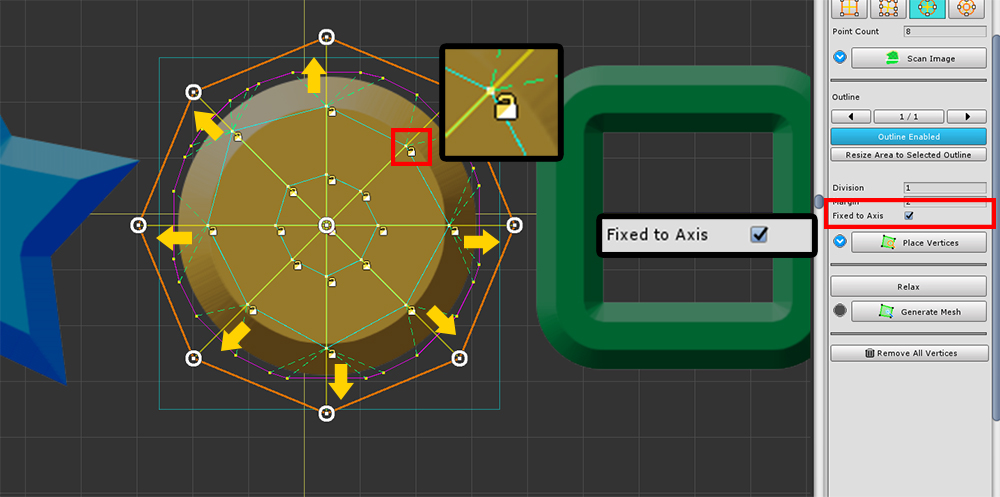 Point Count 8
Scan Image
Outline
1 / 1
Outline Enabled
Resize Area to Selected Outline
Division 1
Margin 2
Fixed to Axis
Fixed to Axis
Place Vertices
Relax
Generate Mesh
Remove All Vertices